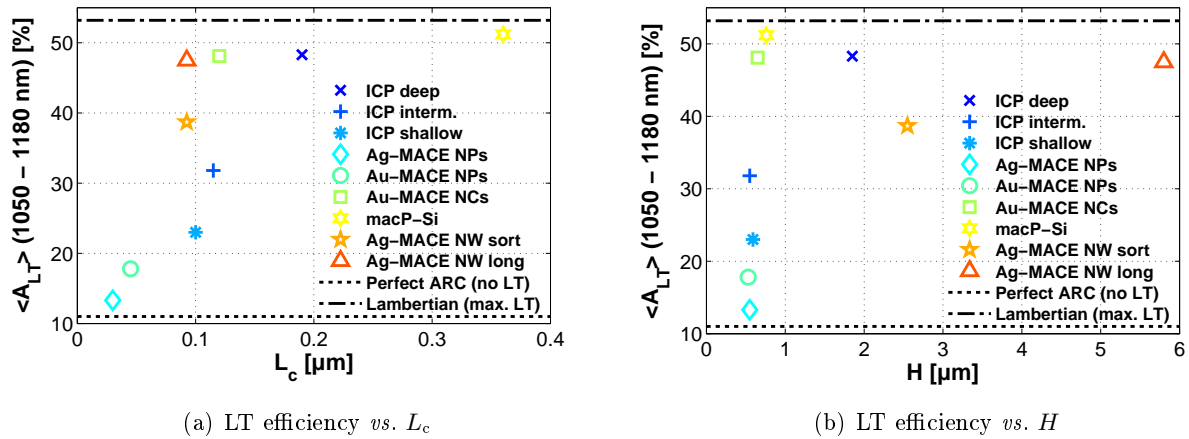 <A_LT> (1050 – 1180 nm) [%]
50
40
30
20
10
0
0.1
0.2
0.3
0.4
L_c [µm]
ICP deep
ICP interm.
ICP shallow
Ag–MACE NPs
Au–MACE NPs
Au–MACE NCs
macP–Si
Ag–MACE NW sort
Ag–MACE NW long
Perfect ARC (no LT)
Lambertian (max. LT)
(a) LT efficiency vs. L_c
<A_LT> (1050 – 1180 nm) [%]
50
40
30
20
10
0
1
2
3
4
5
6
H [µm]
ICP deep
ICP interm.
ICP shallow
Ag–MACE NPs
Au–MACE NPs
Au–MACE NCs
macP–Si
Ag–MACE NW sort
Ag–MACE NW long
Perfect ARC (no LT)
Lambertian (max. LT)
(b) LT efficiency vs. H